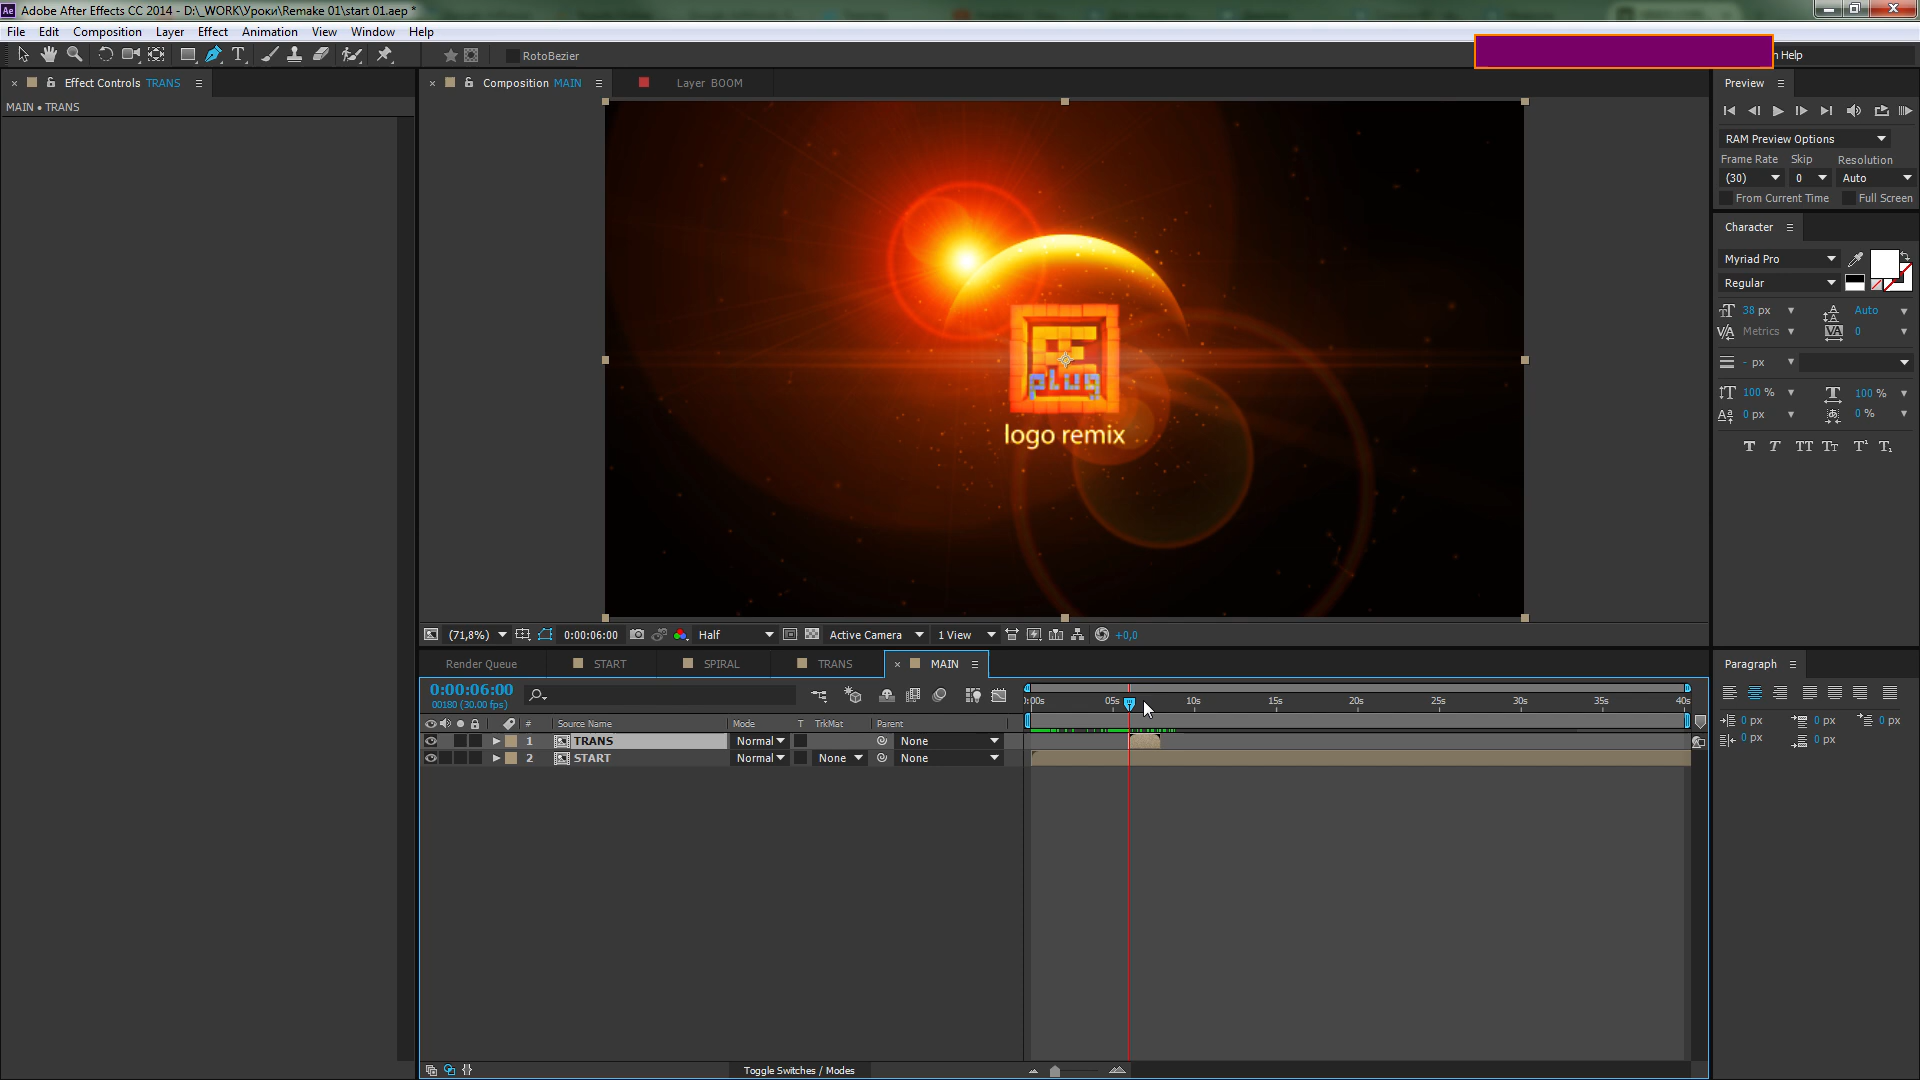 Adobe After Effects CC 2014 - D:\_WORK\Уроки\Remake 01\start 01.aep *
File Edit Composition Layer Effect Animation View Window Help
RotoBezier
Help
Effect Controls TRANS
MAIN • TRANS
Composition MAIN
Layer BOOM
plug
logo remix
(71,8%) 0:00:06:00 Half Active Camera 1 View +0,0
Preview
RAM Preview Options
Frame Rate Skip Resolution
(30) 0 Auto
From Current Time Full Screen
Character
Myriad Pro
Regular
38 px Auto
Metrics 0
- px
100 % 100 %
0 px 0 %
T T TT Tt T¹ T₁
Render Queue START SPIRAL TRANS MAIN
0:00:06:00
00180 (30.00 fps)
:00s 05s 10s 15s 20s 25s 30s 35s 40s
# Source Name Mode T TrkMat Parent
1 TRANS Normal None
2 START Normal None None
Toggle Switches / Modes
Paragraph
0 px 0 px 0 px
0 px 0 px